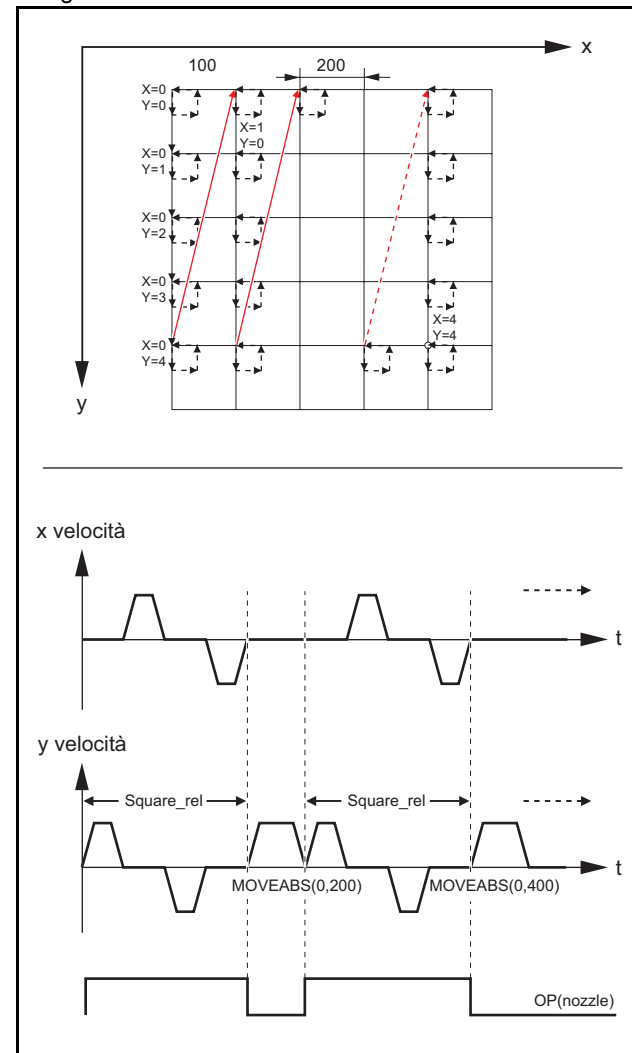 x
100 200
X=0
Y=0
X=1
Y=0
X=0
Y=1
X=0
Y=2
X=0
Y=3
X=4
Y=4
X=0
Y=4
y
x velocità
t
y velocità
Square_rel Square_rel
t
MOVEABS(0,200) MOVEABS(0,400)
OP(nozzle)